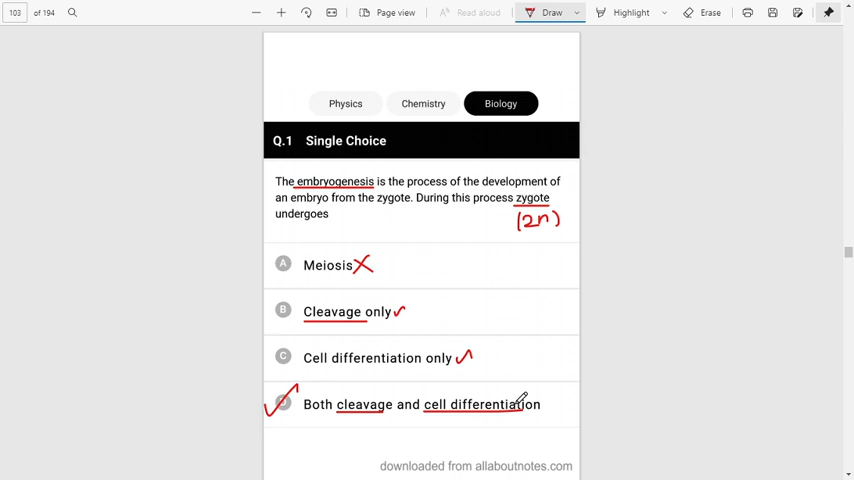 103 of 194
Page view
Read aloud
Draw
Highlight
Erase
Physics
Chemistry
Biology
Q.1 Single Choice
The embryogenesis is the process of the development of
an embryo from the zygote. During this process zygote
undergoes
(2n)
A Meiosis
B Cleavage only
C Cell differentiation only
D Both cleavage and cell differentiation
downloaded from allaboutnotes.com